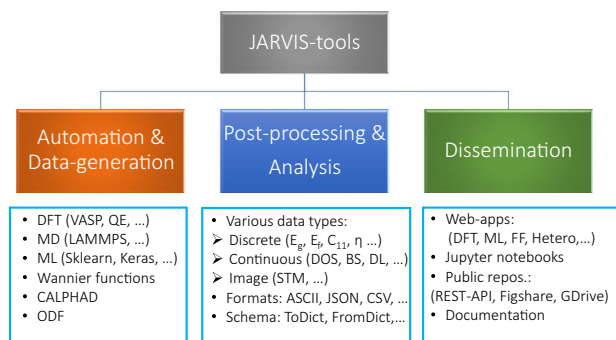 JARVIS-tools
Automation &
Data-generation
Post-processing &
Analysis
Dissemination
• DFT (VASP, QE, …)
• MD (LAMMPS, …)
• ML (Sklearn, Keras, …)
• Wannier functions
• CALPHAD
• ODF
• Various data types:
➢ Discrete (Eg, Ef, C11, η …)
➢ Continuous (DOS, BS, DL, …)
➢ Image (STM, …)
• Formats: ASCII, JSON, CSV, …
• Schema: ToDict, FromDict,…
• Web-apps:
(DFT, ML, FF, Hetero,…)
• Jupyter notebooks
• Public repos.:
(REST-API, Figshare, GDrive)
• Documentation